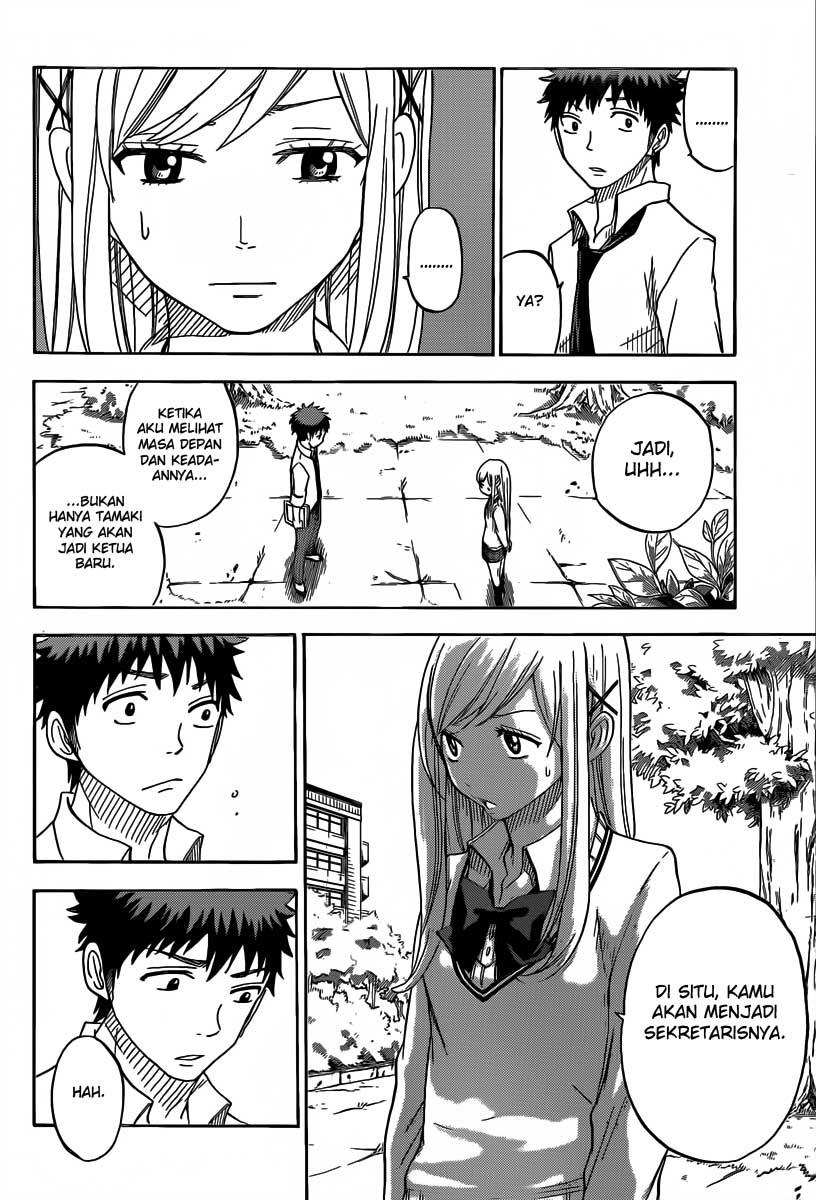 .........
YA?
.........
JADI,
UHH...
KETIKA
AKU MELIHAT
MASA DEPAN
DAN KEADA-
ANNYA...
...BUKAN
HANYA TAMAKI
YANG AKAN
JADI KETUA
BARU.
DI SITU, KAMU
AKAN MENJADI
SEKRETARISNYA.
HAH.